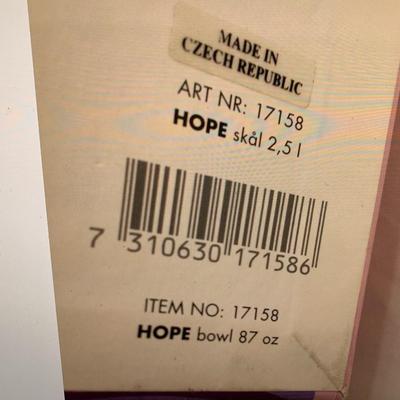 MADE IN
CZECH REPUBLIC
ART NR: 17158
HOPE skål 2,5 l
7 310630 171586
ITEM NO: 17158
HOPE bowl 87 oz